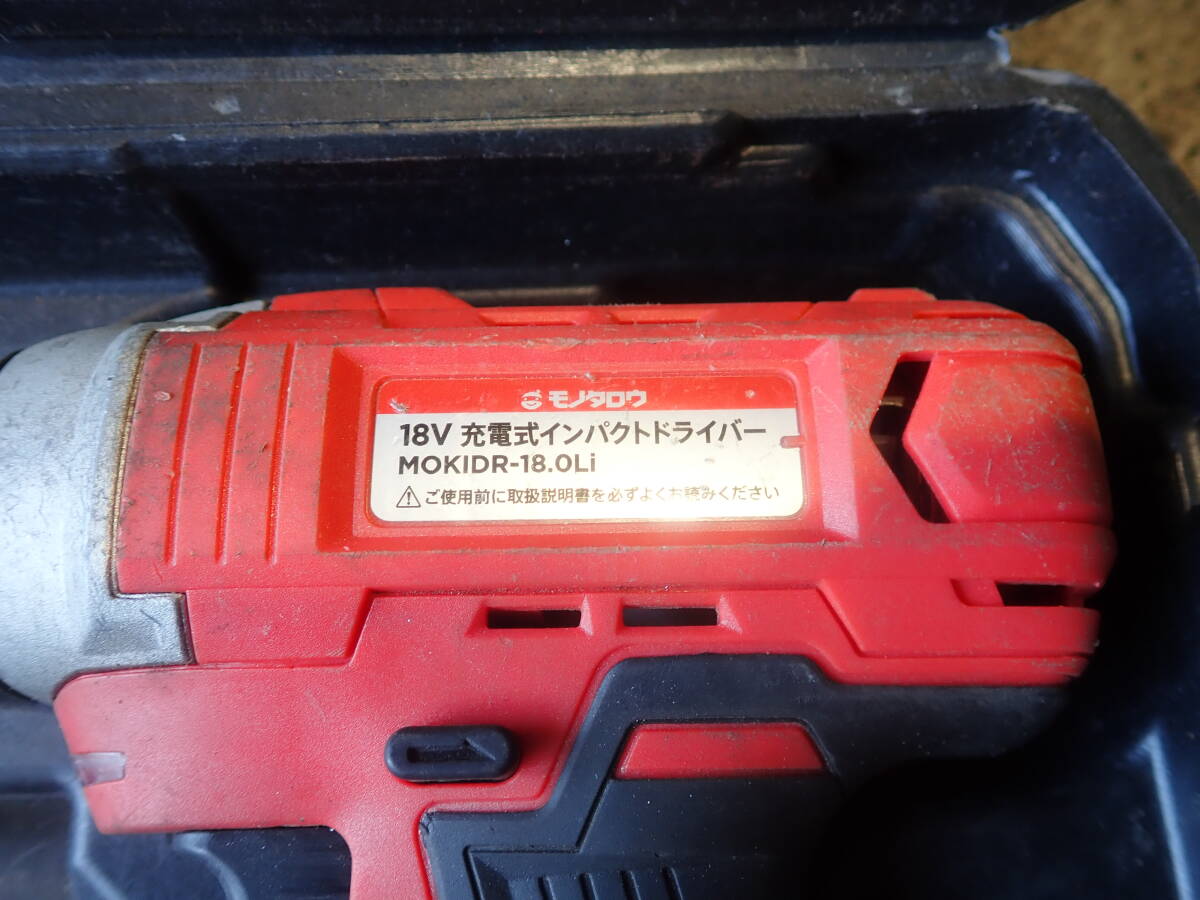 モノタロウ
18V 充電式インパクトドライバー
MOKIDR-18.0Li
ご使用前に取扱説明書を必ずよくお読みください